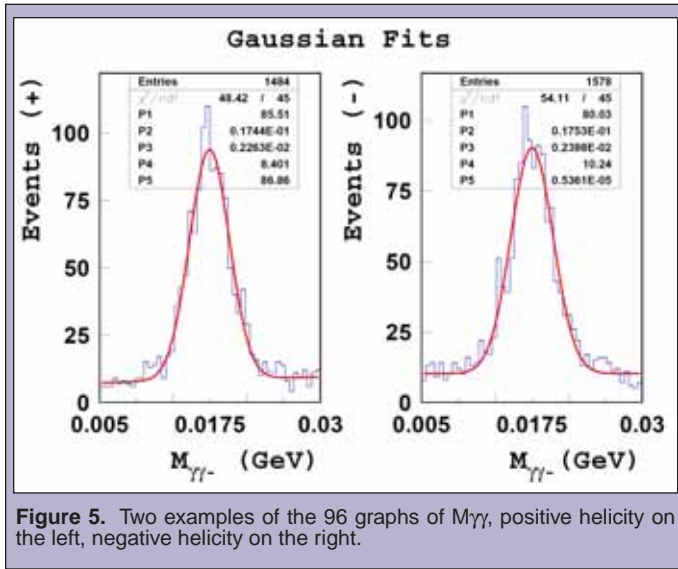 Gaussian Fits
Entries 1484
χ²/ndf 48.42 / 45
P1 85.51
P2 0.1744E-01
P3 0.2263E-02
P4 8.401
P5 86.86
Events (+)
100
75
50
25
0
0.005 0.0175 0.03
Mγγ- (GeV)
Entries 1578
χ²/ndf 54.11 / 45
P1 80.03
P2 0.1753E-01
P3 0.2398E-02
P4 10.24
P5 0.5361E-05
Events (-)
100
75
50
25
0
0.005 0.0175 0.03
Mγγ- (GeV)
Figure 5. Two examples of the 96 graphs of Mγγ, positive helicity on
the left, negative helicity on the right.